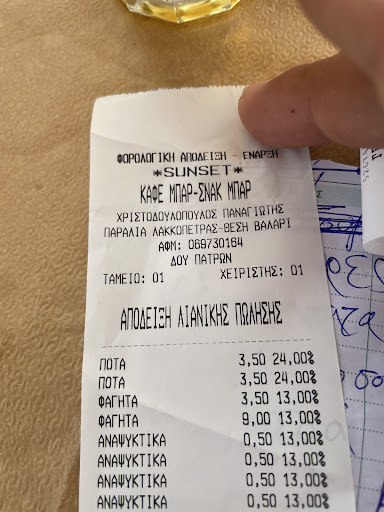 ΦΟΡΟΛΟΓΙΚΗ ΑΠΟΔΕΙΞΗ - ΕΝΑΡΞΗ
*SUNSET*
ΚΑΦΕ ΜΠΑΡ-ΣΝΑΚ ΜΠΑΡ
ΧΡΙΣΤΟΔΟΥΛΟΠΟΥΛΟΣ ΠΑΝΑΓΙΩΤΗΣ
ΠΑΡΑΛΙΑ ΛΑΚΚΟΠΕΤΡΑΣ-ΘΕΣΗ ΒΑΛΑΡΙ
ΑΦΜ: 069730164
ΔΟΥ ΠΑΤΡΩΝ
ΤΑΜΕΙΟ: 01 ΧΕΙΡΙΣΤΗΣ: 01
ΑΠΟΔΕΙΞΗ ΛΙΑΝΙΚΗΣ ΠΩΛΗΣΗΣ
ΠΟΤΑ 3,50 24,00%
ΠΟΤΑ 3,50 24,00%
ΦΑΓΗΤΑ 3,50 13,00%
ΦΑΓΗΤΑ 9,00 13,00%
ΑΝΑΨΥΚΤΙΚΑ 0,50 13,00%
ΑΝΑΨΥΚΤΙΚΑ 0,50 13,00%
ΑΝΑΨΥΚΤΙΚΑ 0,50 13,00%
ΑΝΑΨΥΚΤΙΚΑ 0,50 13,00%